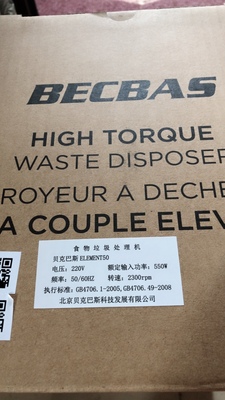 BECBAS
HIGH TORQUE
WASTE DISPOSER
ROYEUR A DECHE
A COUPLE ELEV
食物垃圾处理机
贝克巴斯 ELEMENT50
电压：220V 额定输入功率：550W
频率：50/60HZ 转速：2300rpm
执行标准：GB4706.1-2005,GB4706.49-2008
北京贝克巴斯科技发展有限公司